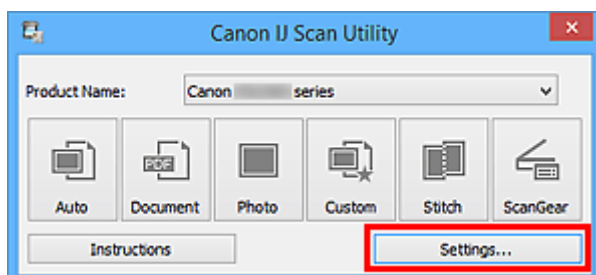 Canon IJ Scan Utility
Product Name: Canon series
PDF
Auto Document Photo Custom Stitch ScanGear
Instructions Settings...